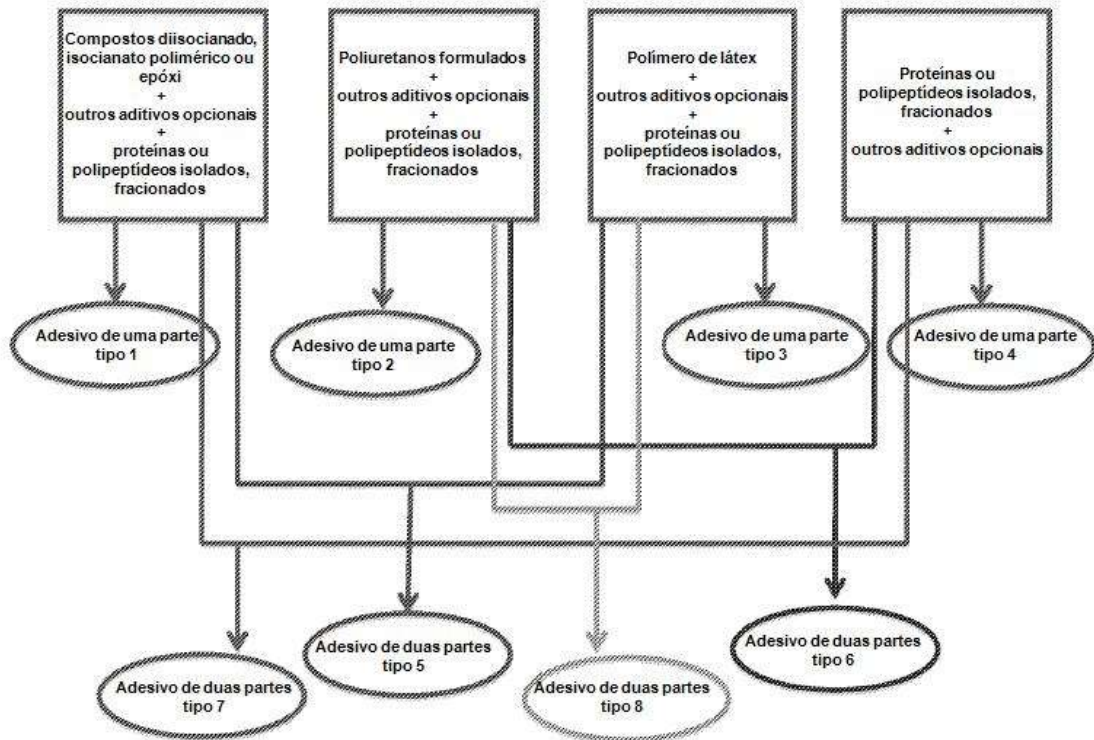 Compostos diisocianado,
isocianato polimérico ou
epóxi
+
outros aditivos opcionais
+
proteínas ou
polipeptídeos isolados,
fracionados
Poliuretanos formulados
+
outros aditivos opcionais
+
proteínas ou
polipeptídeos isolados,
fracionados
Polímero de látex
+
outros aditivos opcionais
+
proteínas ou
polipeptídeos isolados,
fracionados
Proteínas ou
polipeptídeos isolados,
fracionados
+
outros aditivos opcionais
Adesivo de uma parte
tipo 1
Adesivo de uma parte
tipo 2
Adesivo de uma parte
tipo 3
Adesivo de uma parte
tipo 4
Adesivo de duas partes
tipo 7
Adesivo de duas partes
tipo 5
Adesivo de duas partes
tipo 8
Adesivo de duas partes
tipo 6